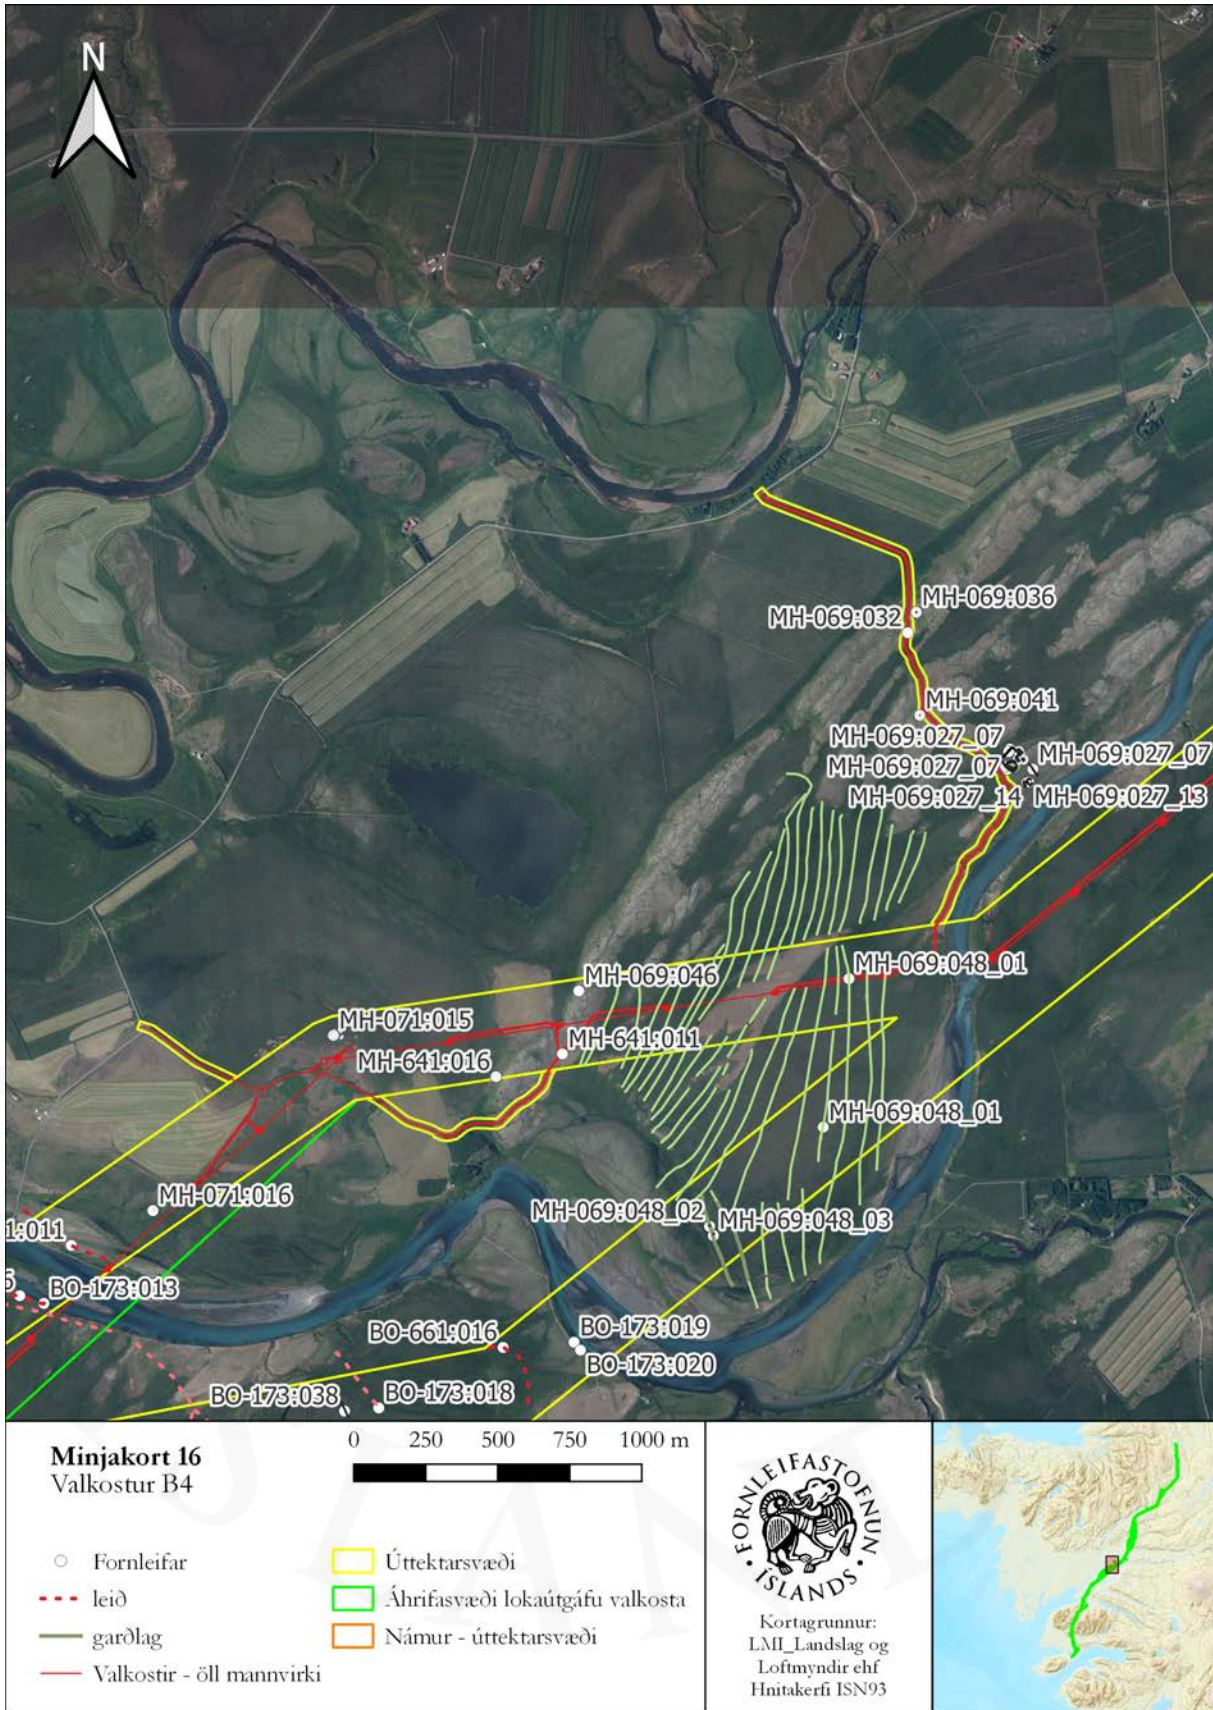 N
MH-069:036
MH-069:032
MH-069:041
MH-069:027_07
MH-069:027_07
MH-069:027_07
MH-069:027_14
MH-069:027_13
MH-069:046
MH-069:048_01
MH-071:015
MH-641:011
MH-641:016
MH-069:048_01
MH-071:016
MH-069:048_02
MH-069:048_03
1:011
BO-173:013
BO-661:016
BO-173:019
BO-173:020
BO-173:038
BO-173:018
Minjakort 16
Valkostur B4
0 250 500 750 1000 m
Fornleifar
leið
garðlag
Valkostir - öll mannvirki
Úttektarsvæði
Áhrifasvæði lokaútgáfu valkosta
Námur - úttektarsvæði
FORNLEIFASTOFNUN
ÍSLANDS
Kortagrunnur:
LMI_Landslag og
Loftmyndir ehf
Hnitakerfi ISN93